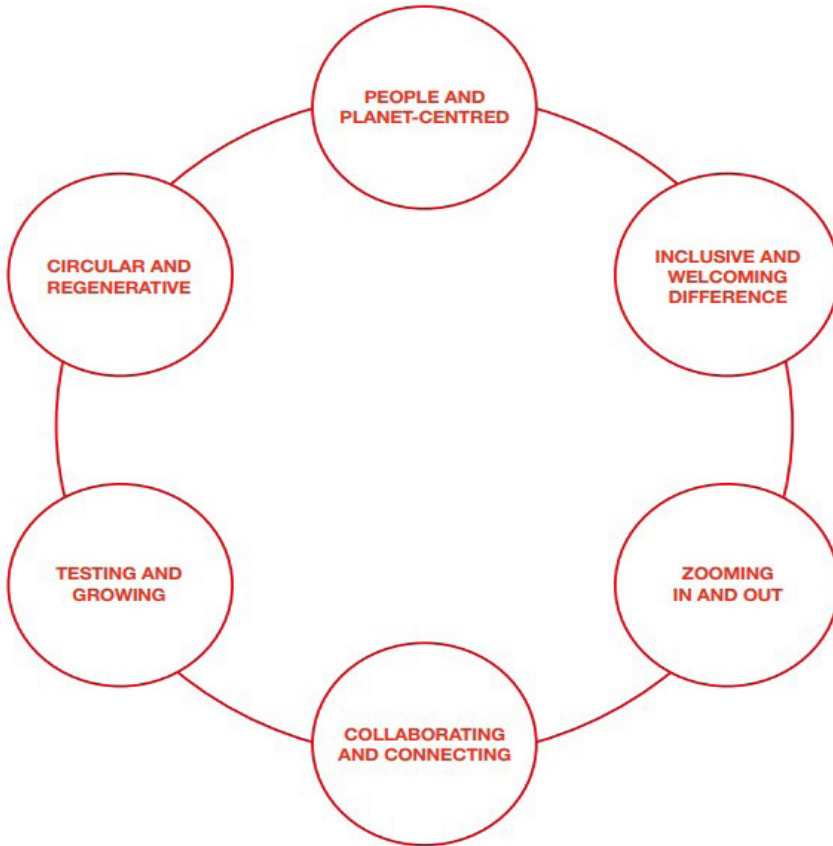 PEOPLE AND
PLANET-CENTRED
INCLUSIVE AND
WELCOMING
DIFFERENCE
ZOOMING
IN AND OUT
COLLABORATING
AND CONNECTING
TESTING AND
GROWING
CIRCULAR AND
REGENERATIVE